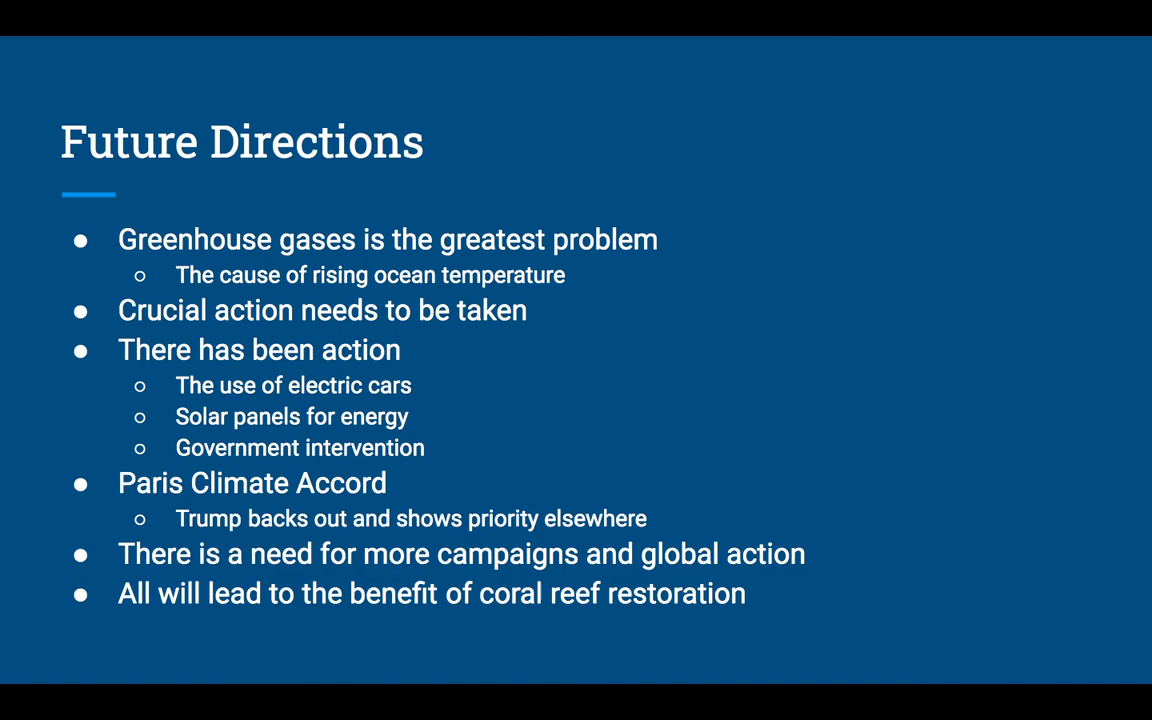 Future Directions
● Greenhouse gases is the greatest problem
○ The cause of rising ocean temperature
● Crucial action needs to be taken
● There has been action
○ The use of electric cars
○ Solar panels for energy
○ Government intervention
● Paris Climate Accord
○ Trump backs out and shows priority elsewhere
● There is a need for more campaigns and global action
● All will lead to the benefit of coral reef restoration